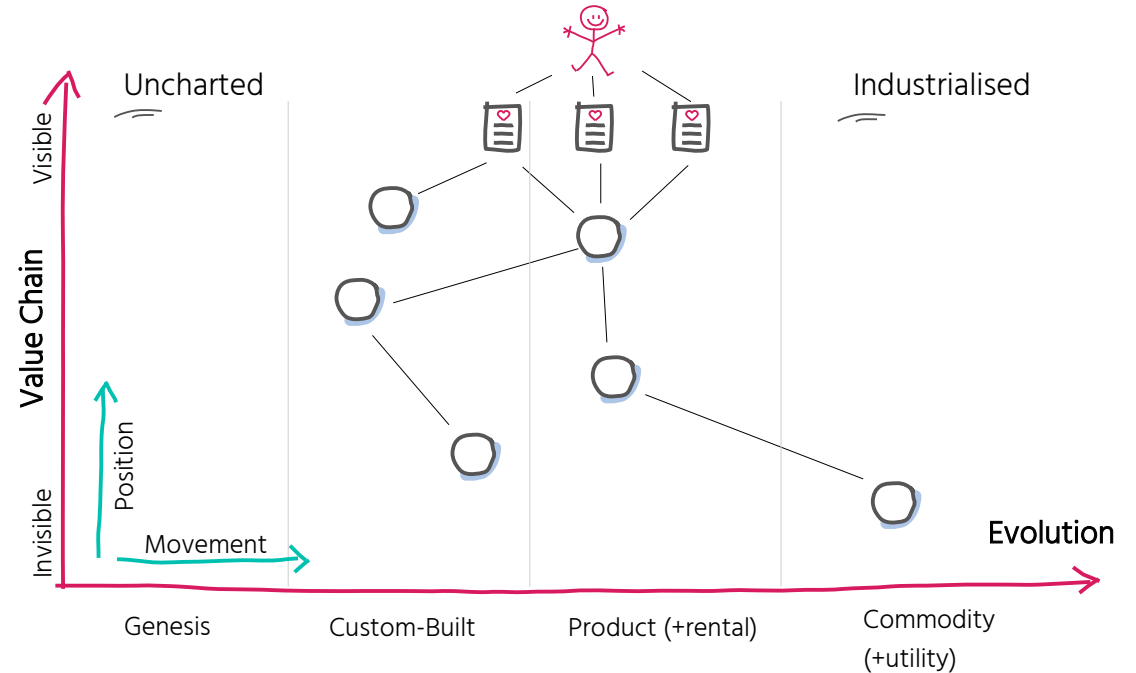 Uncharted
Industrialised
Visible
Value Chain
Position
Invisible
Movement
Evolution
Genesis
Custom-Built
Product (+rental)
Commodity
(+utility)